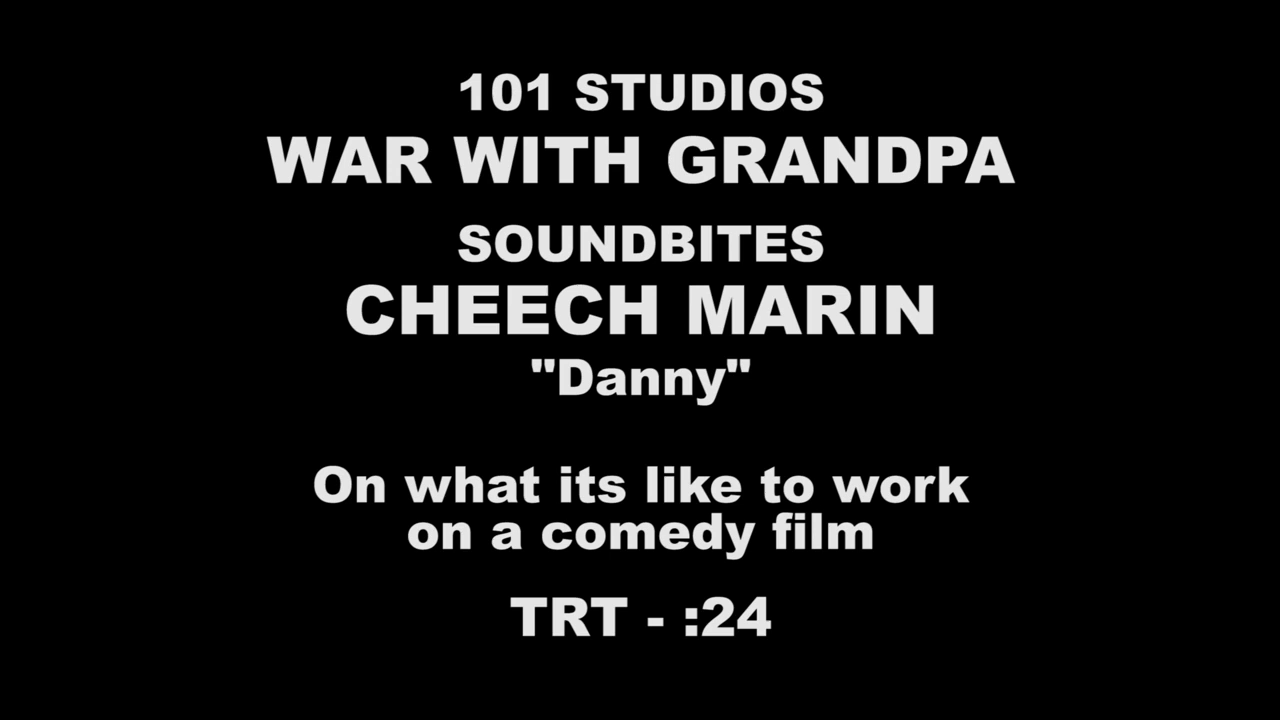 101 STUDIOS
WAR WITH GRANDPA
SOUNDBITES
CHEECH MARIN
"Danny"
On what its like to work
on a comedy film
TRT - :24